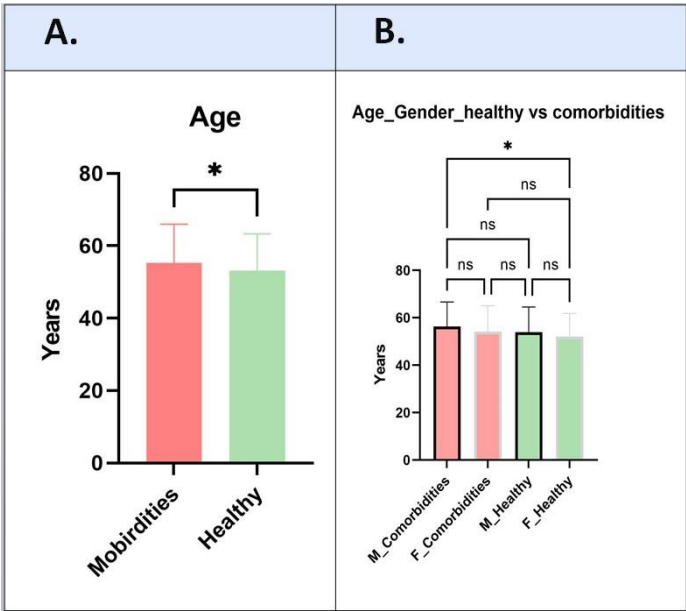 A.
B.
Age
*
80
60
40
20
0
Years
Mobirdities
Healthy
Age_Gender_healthy vs comorbidities
*
ns
ns
ns
ns
ns
80
60
40
20
0
Years
M_Comorbidities
F_Comorbidities
M_Healthy
F_Healthy